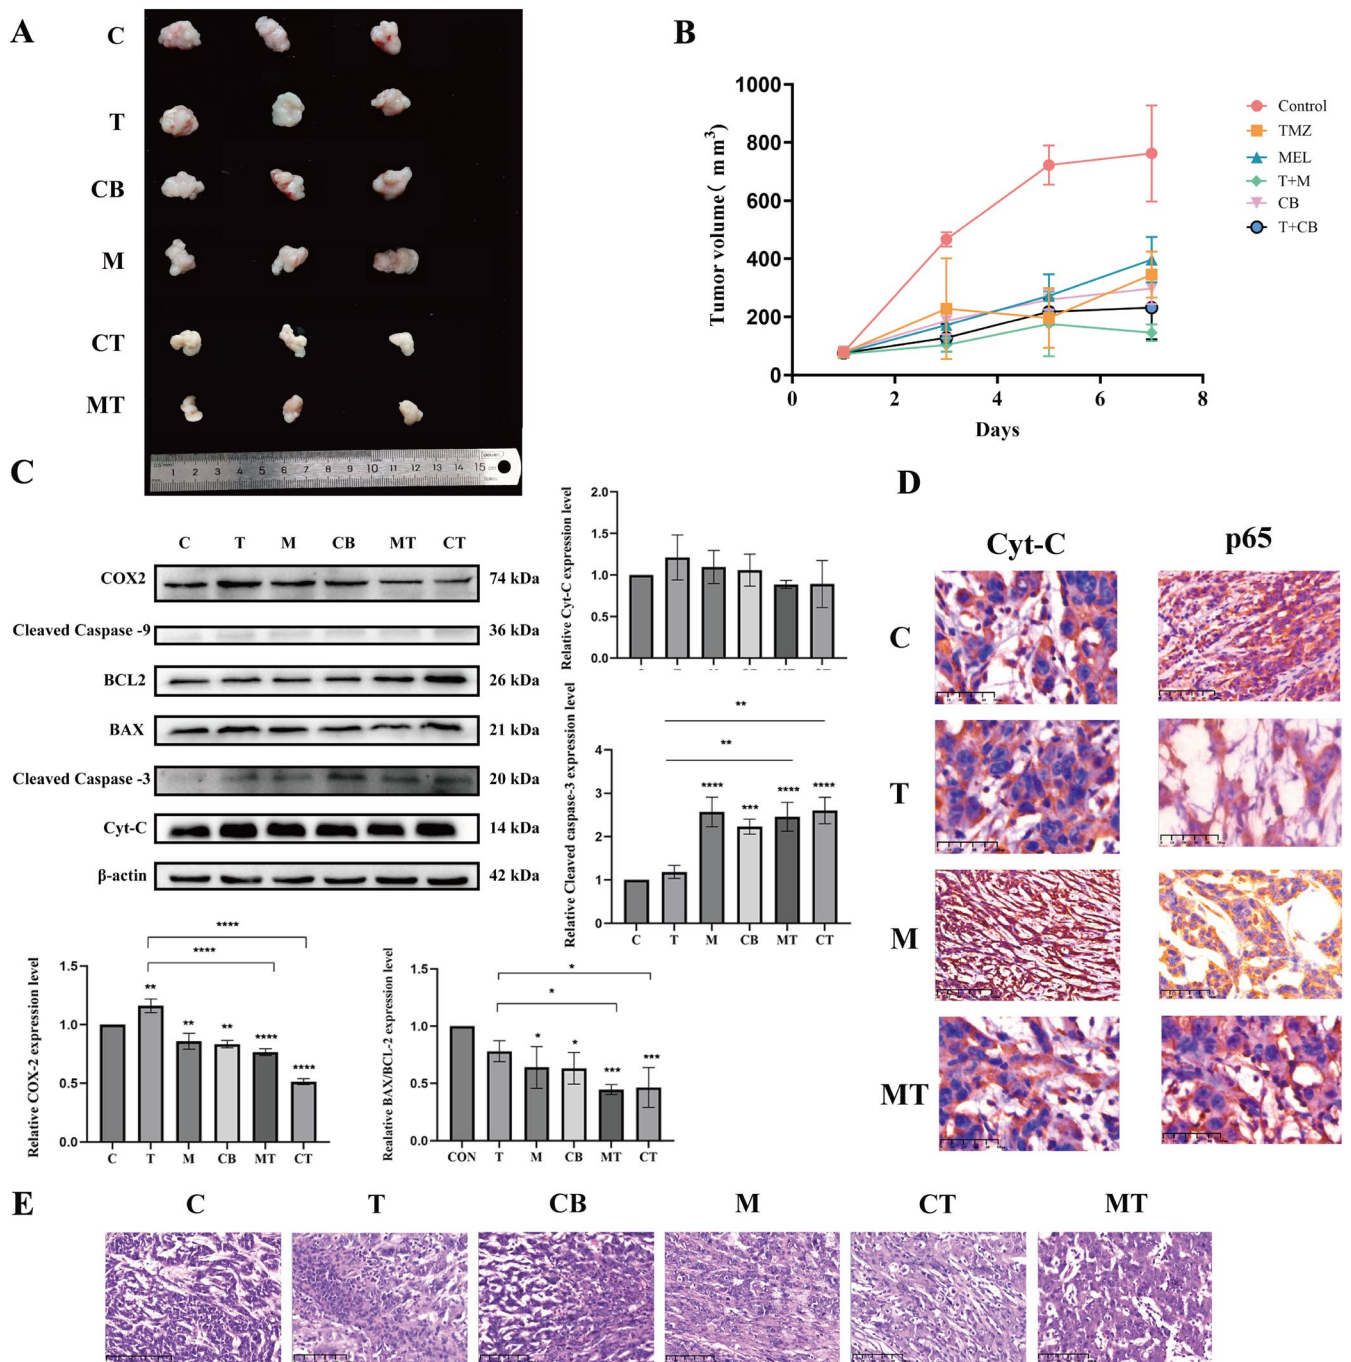 A
C
T
CB
M
CT
MT
0.5mm
1 2 3 4 5 6 7 8 9 10 11 12 13 14 15
B
1000
800
600
400
200
0
0 2 4 6 8
Tumor volume( m m³)
Days
Control
TMZ
MEL
T+M
CB
T+CB
C
C T M CB MT CT
COX2 74 kDa
Cleaved Caspase -9 36 kDa
BCL2 26 kDa
BAX 21 kDa
Cleaved Caspase -3 20 kDa
Cyt-C 14 kDa
β-actin 42 kDa
Relative Cyt-C expression level
2.0
1.5
1.0
0.5
0.0
Relative Cleaved caspase-3 expression level
**
**
**** *** **** ****
4
3
2
1
0
C T M CB MT CT
Relative COX-2 expression level
****
****
** ** ** **** ****
1.5
1.0
0.5
0.0
C T M CB MT CT
Realative BAX/BCL-2 expression level
*
*
* * *** ***
1.5
1.0
0.5
0.0
CON T M CB MT CT
D
Cyt-C p65
C
T
M
MT
E
C T CB M CT MT